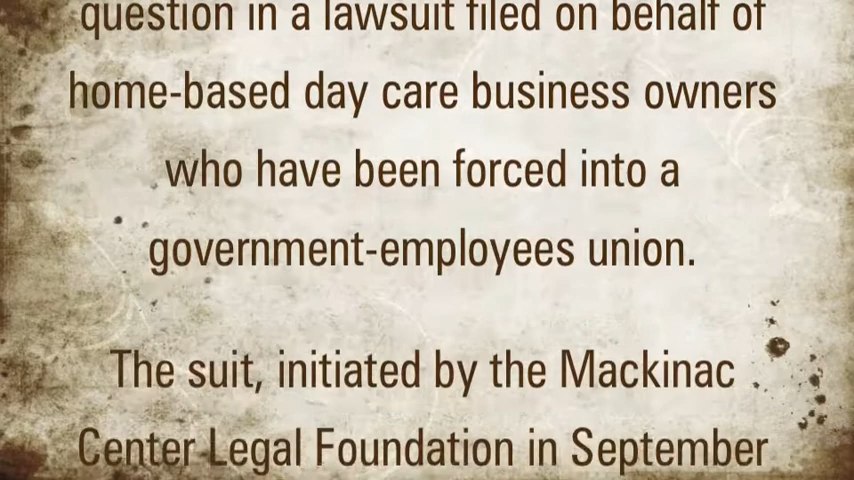 question in a lawsuit filed on behalf of
home-based day care business owners
who have been forced into a
government-employees union.
The suit, initiated by the Mackinac
Center Legal Foundation in September